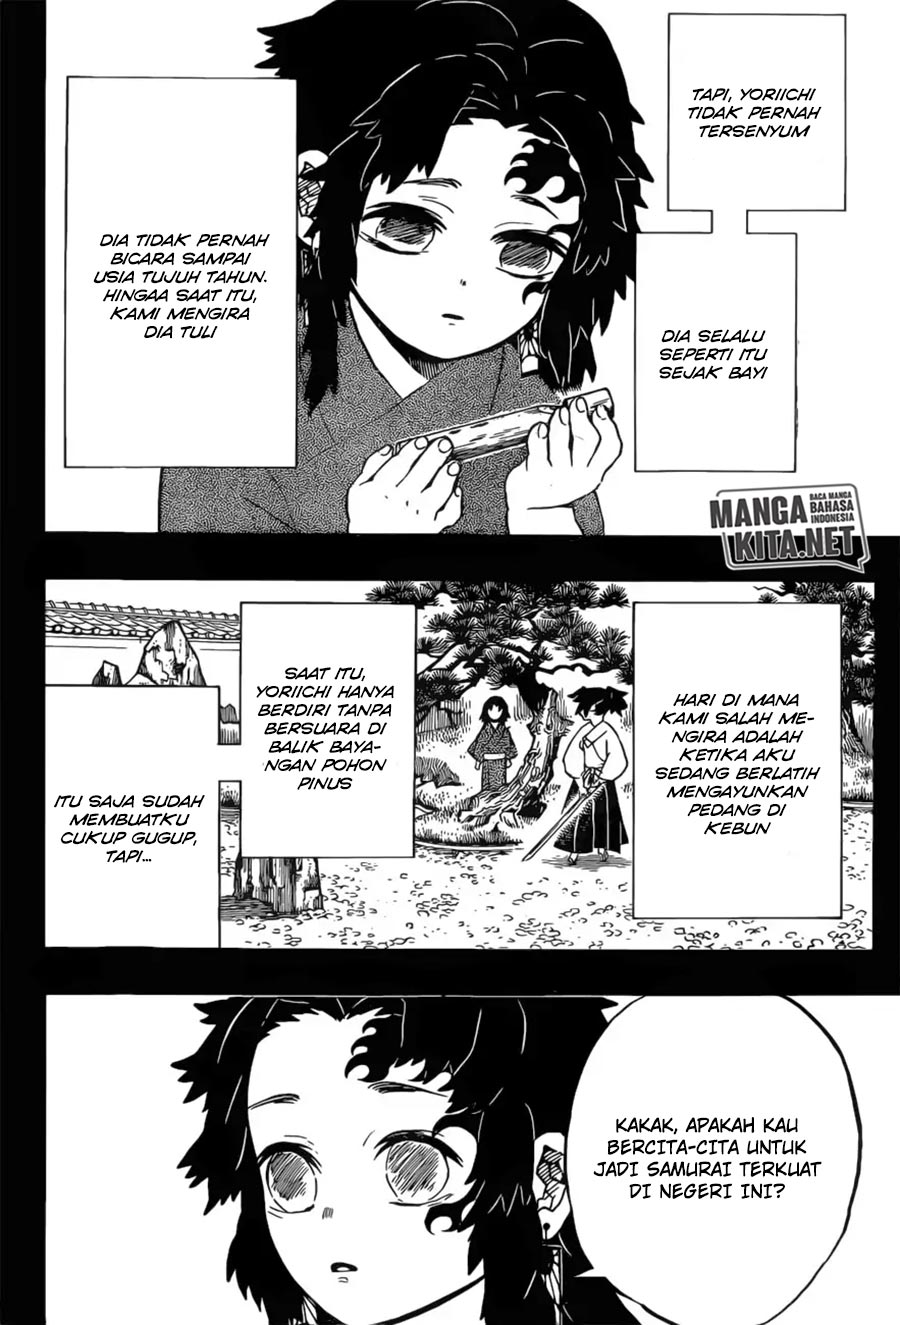 TAPI, YORIICHI
TIDAK PERNAH
TERSENYUM
DIA SELALU
SEPERTI ITU
SEJAK BAYI
DIA TIDAK PERNAH
BICARA SAMPAI
USIA TUJUH TAHUN.
HINGAA SAAT ITU,
KAMI MENGIRA
DIA TULI
MANGA
KITA.NET
BACA MANGA
BAHASA
INDONESIA
HARI DI MANA
KAMI SALAH ME-
NGIRA ADALAH
KETIKA AKU
SEDANG BERLATIH
MENGAYUNKAN
PEDANG DI
KEBUN
SAAT ITU,
YORIICHI HANYA
BERDIRI TANPA
BERSUARA DI
BALIK BAYA-
NGAN POHON
PINUS
ITU SAJA SUDAH
MEMBUATKU
CUKUP GUGUP,
TAPI...
KAKAK, APAKAH KAU
BERCITA-CITA UNTUK
JADI SAMURAI TERKUAT
DI NEGERI INI?